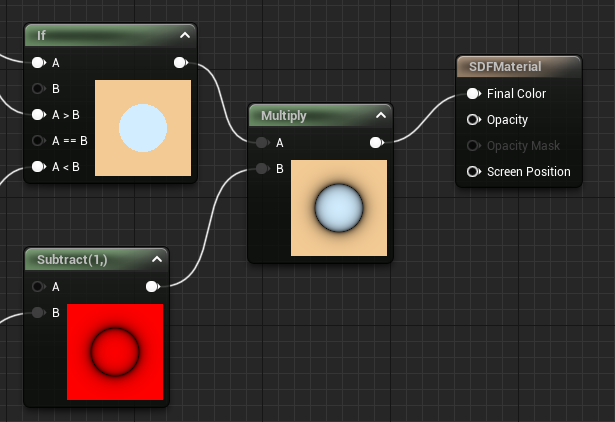 If
A
B
A > B
A == B
A < B
Multiply
A
B
SDFMaterial
Final Color
Opacity
Opacity Mask
Screen Position
Subtract(1,)
A
B